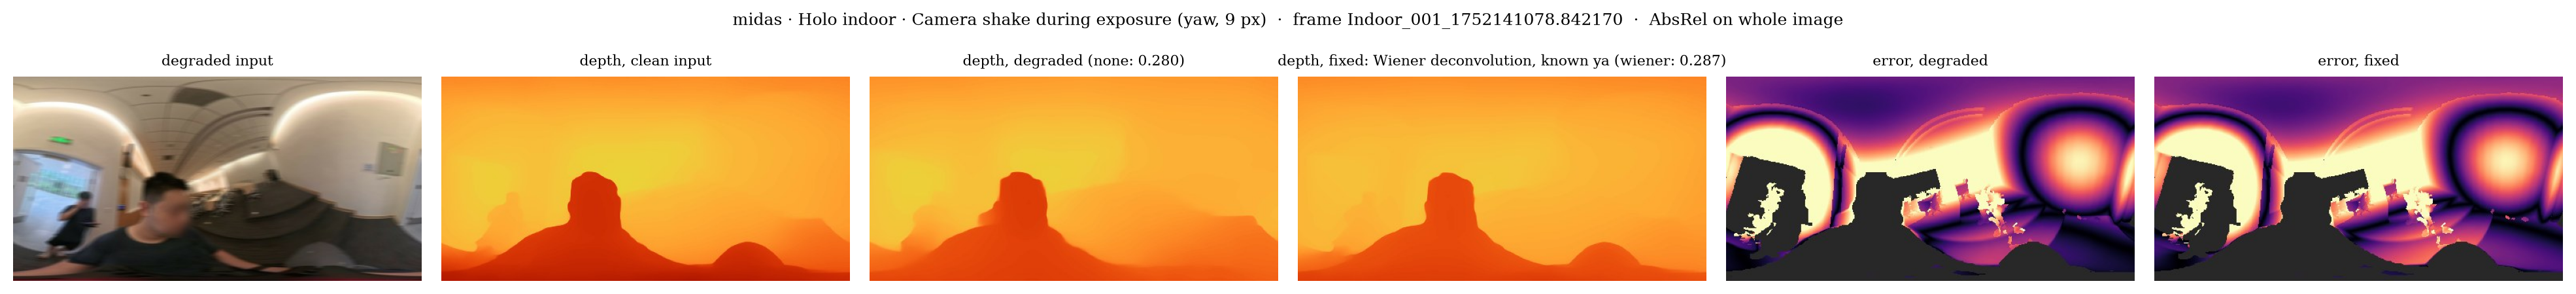 midas · Holo indoor · Camera shake during exposure (yaw, 9 px) · frame Indoor_001_1752141078.842170 · AbsRel on whole image
degraded input
depth, clean input
depth, degraded (none: 0.280)
depth, fixed: Wiener deconvolution, known ya (wiener: 0.287)
error, degraded
error, fixed